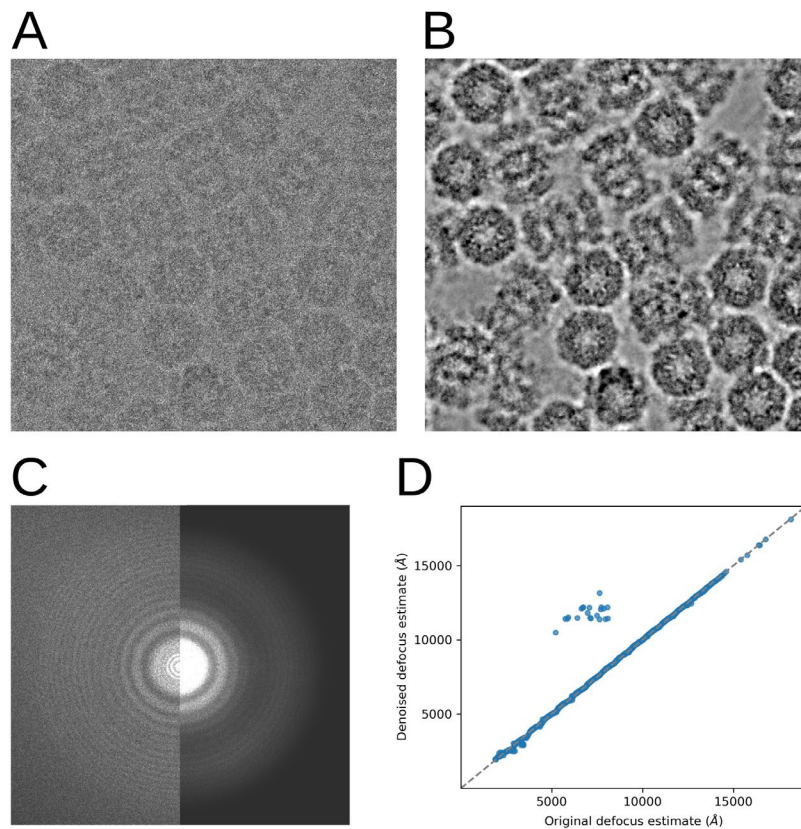 A
B
C
D
Denoised defocus estimate (Å)
15000
10000
5000
5000 10000 15000
Original defocus estimate (Å)